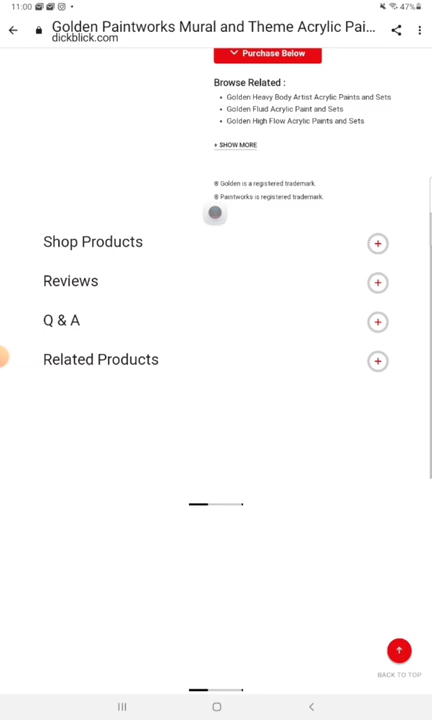 11:00
47%
Golden Paintworks Mural and Theme Acrylic Pai...
dickblick.com
Purchase Below
Browse Related :
• Golden Heavy Body Artist Acrylic Paints and Sets
• Golden Fluid Acrylic Paint and Sets
• Golden High Flow Acrylic Paints and Sets
+ SHOW MORE
® Golden is a registered trademark.
® Paintworks is registered trademark.
Shop Products
Reviews
Q & A
Related Products
BACK TO TOP